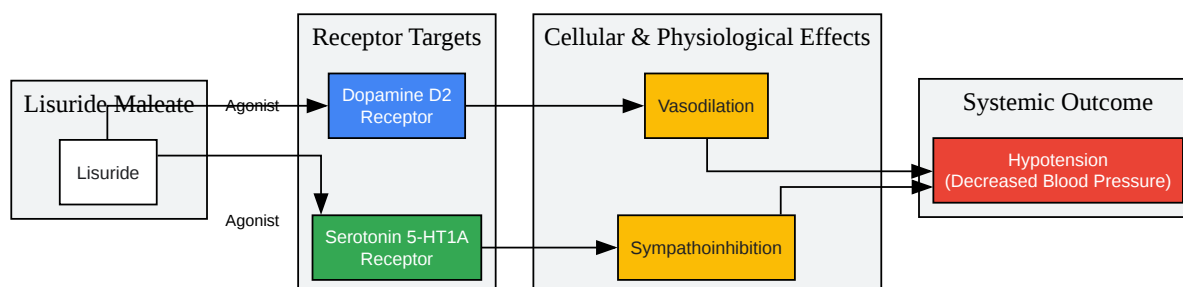 Lisuride Maleate
Lisuride
Agonist
Agonist
Receptor Targets
Dopamine D2
Receptor
Serotonin 5-HT1A
Receptor
Cellular & Physiological Effects
Vasodilation
Sympathoinhibition
Systemic Outcome
Hypotension
(Decreased Blood Pressure)